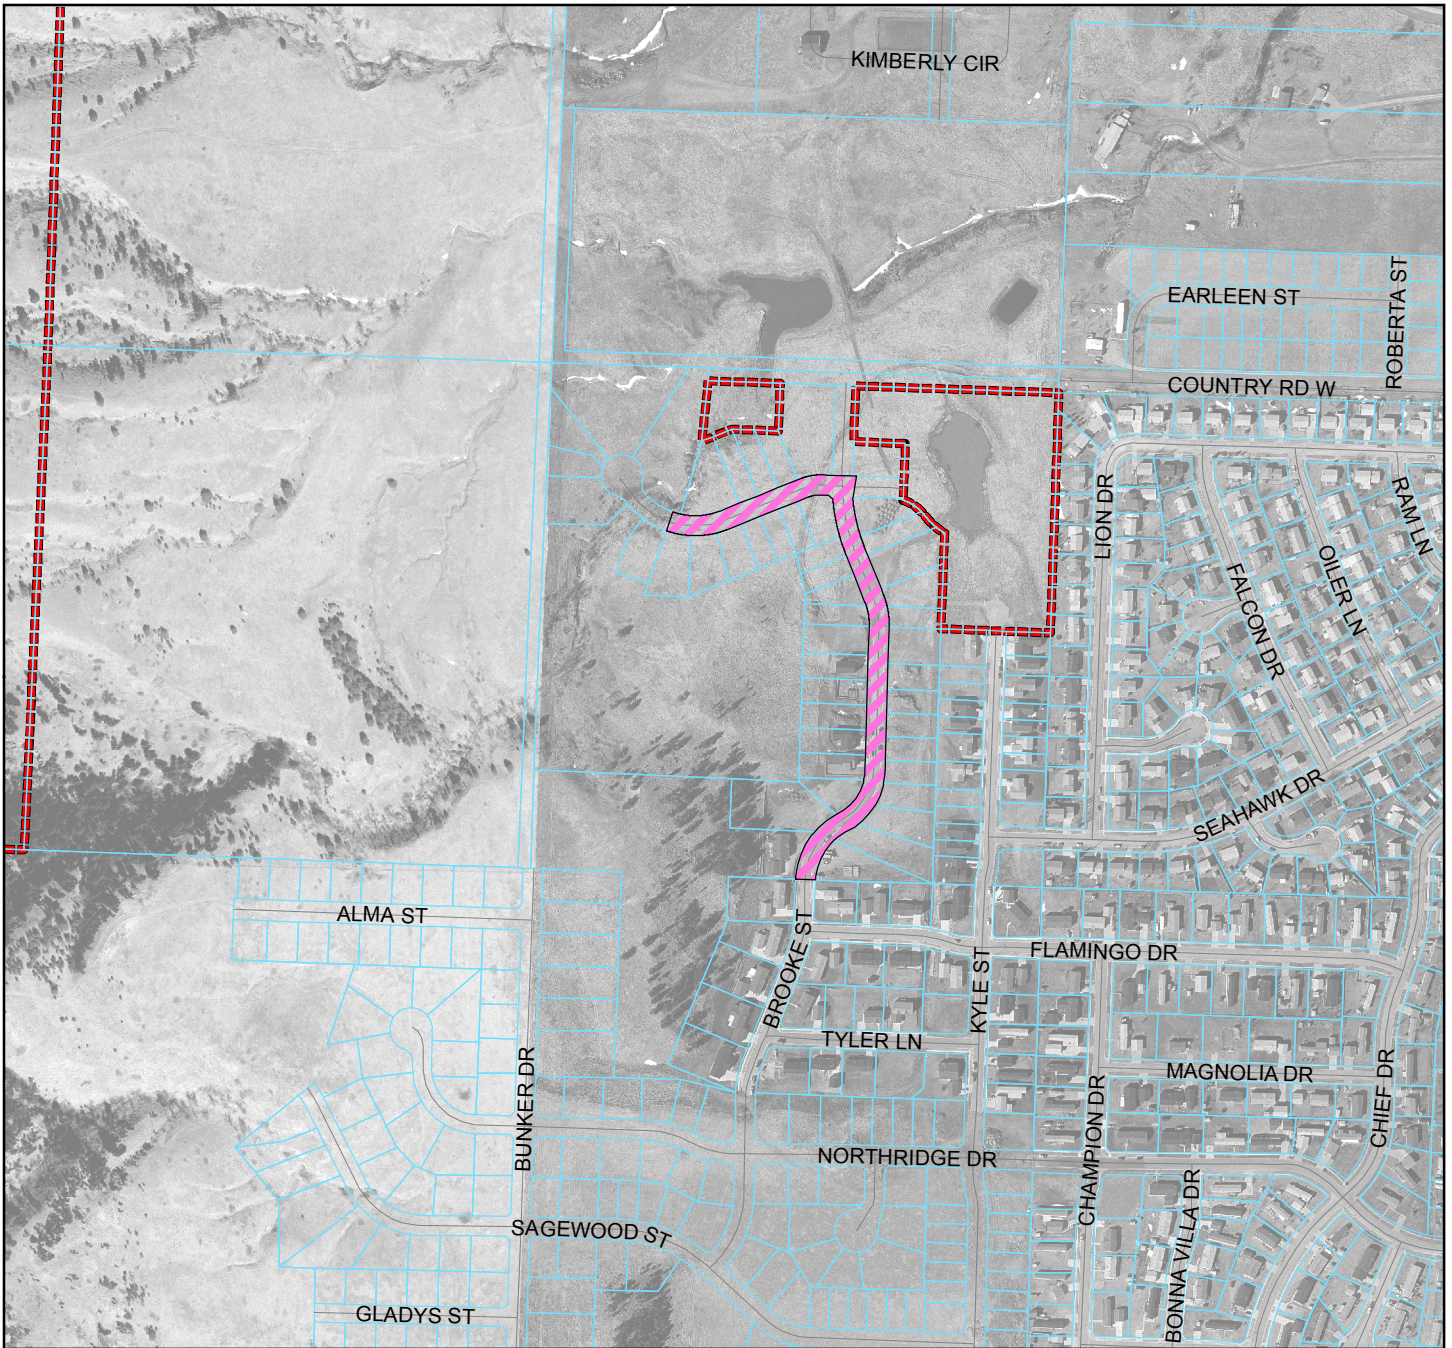 KIMBERLY CIR
EARLEEN ST
ROBERTA ST
COUNTRY RD W
LION DR
RAM LN
OILER LN
FALCON DR
SEAHAWK DR
ALMA ST
BROOKE ST
KYLE ST
FLAMINGO DR
TYLER LN
BUNKER DR
MAGNOLIA DR
CHIEF DR
CHAMPION DR
NORTHRIDGE DR
BONNA VILLA DR
SAGEWOOD ST
GLADYS ST